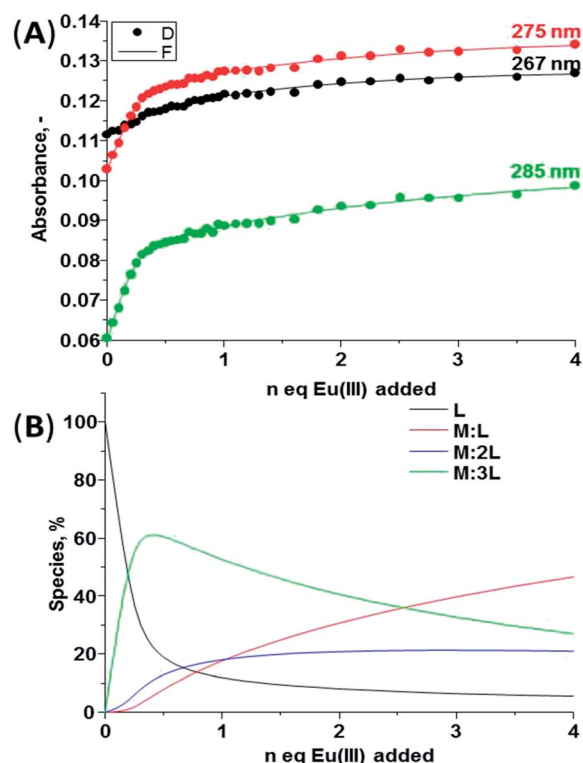 (A)
D
F
275 nm
267 nm
285 nm
0.14
0.13
0.12
0.11
0.10
0.09
0.08
0.07
0.06
Absorbance, -
0 1 2 3 4
n eq Eu(III) added
(B)
L
M:L
M:2L
M:3L
100
80
60
40
20
0
Species, %
0 1 2 3 4
n eq Eu(III) added